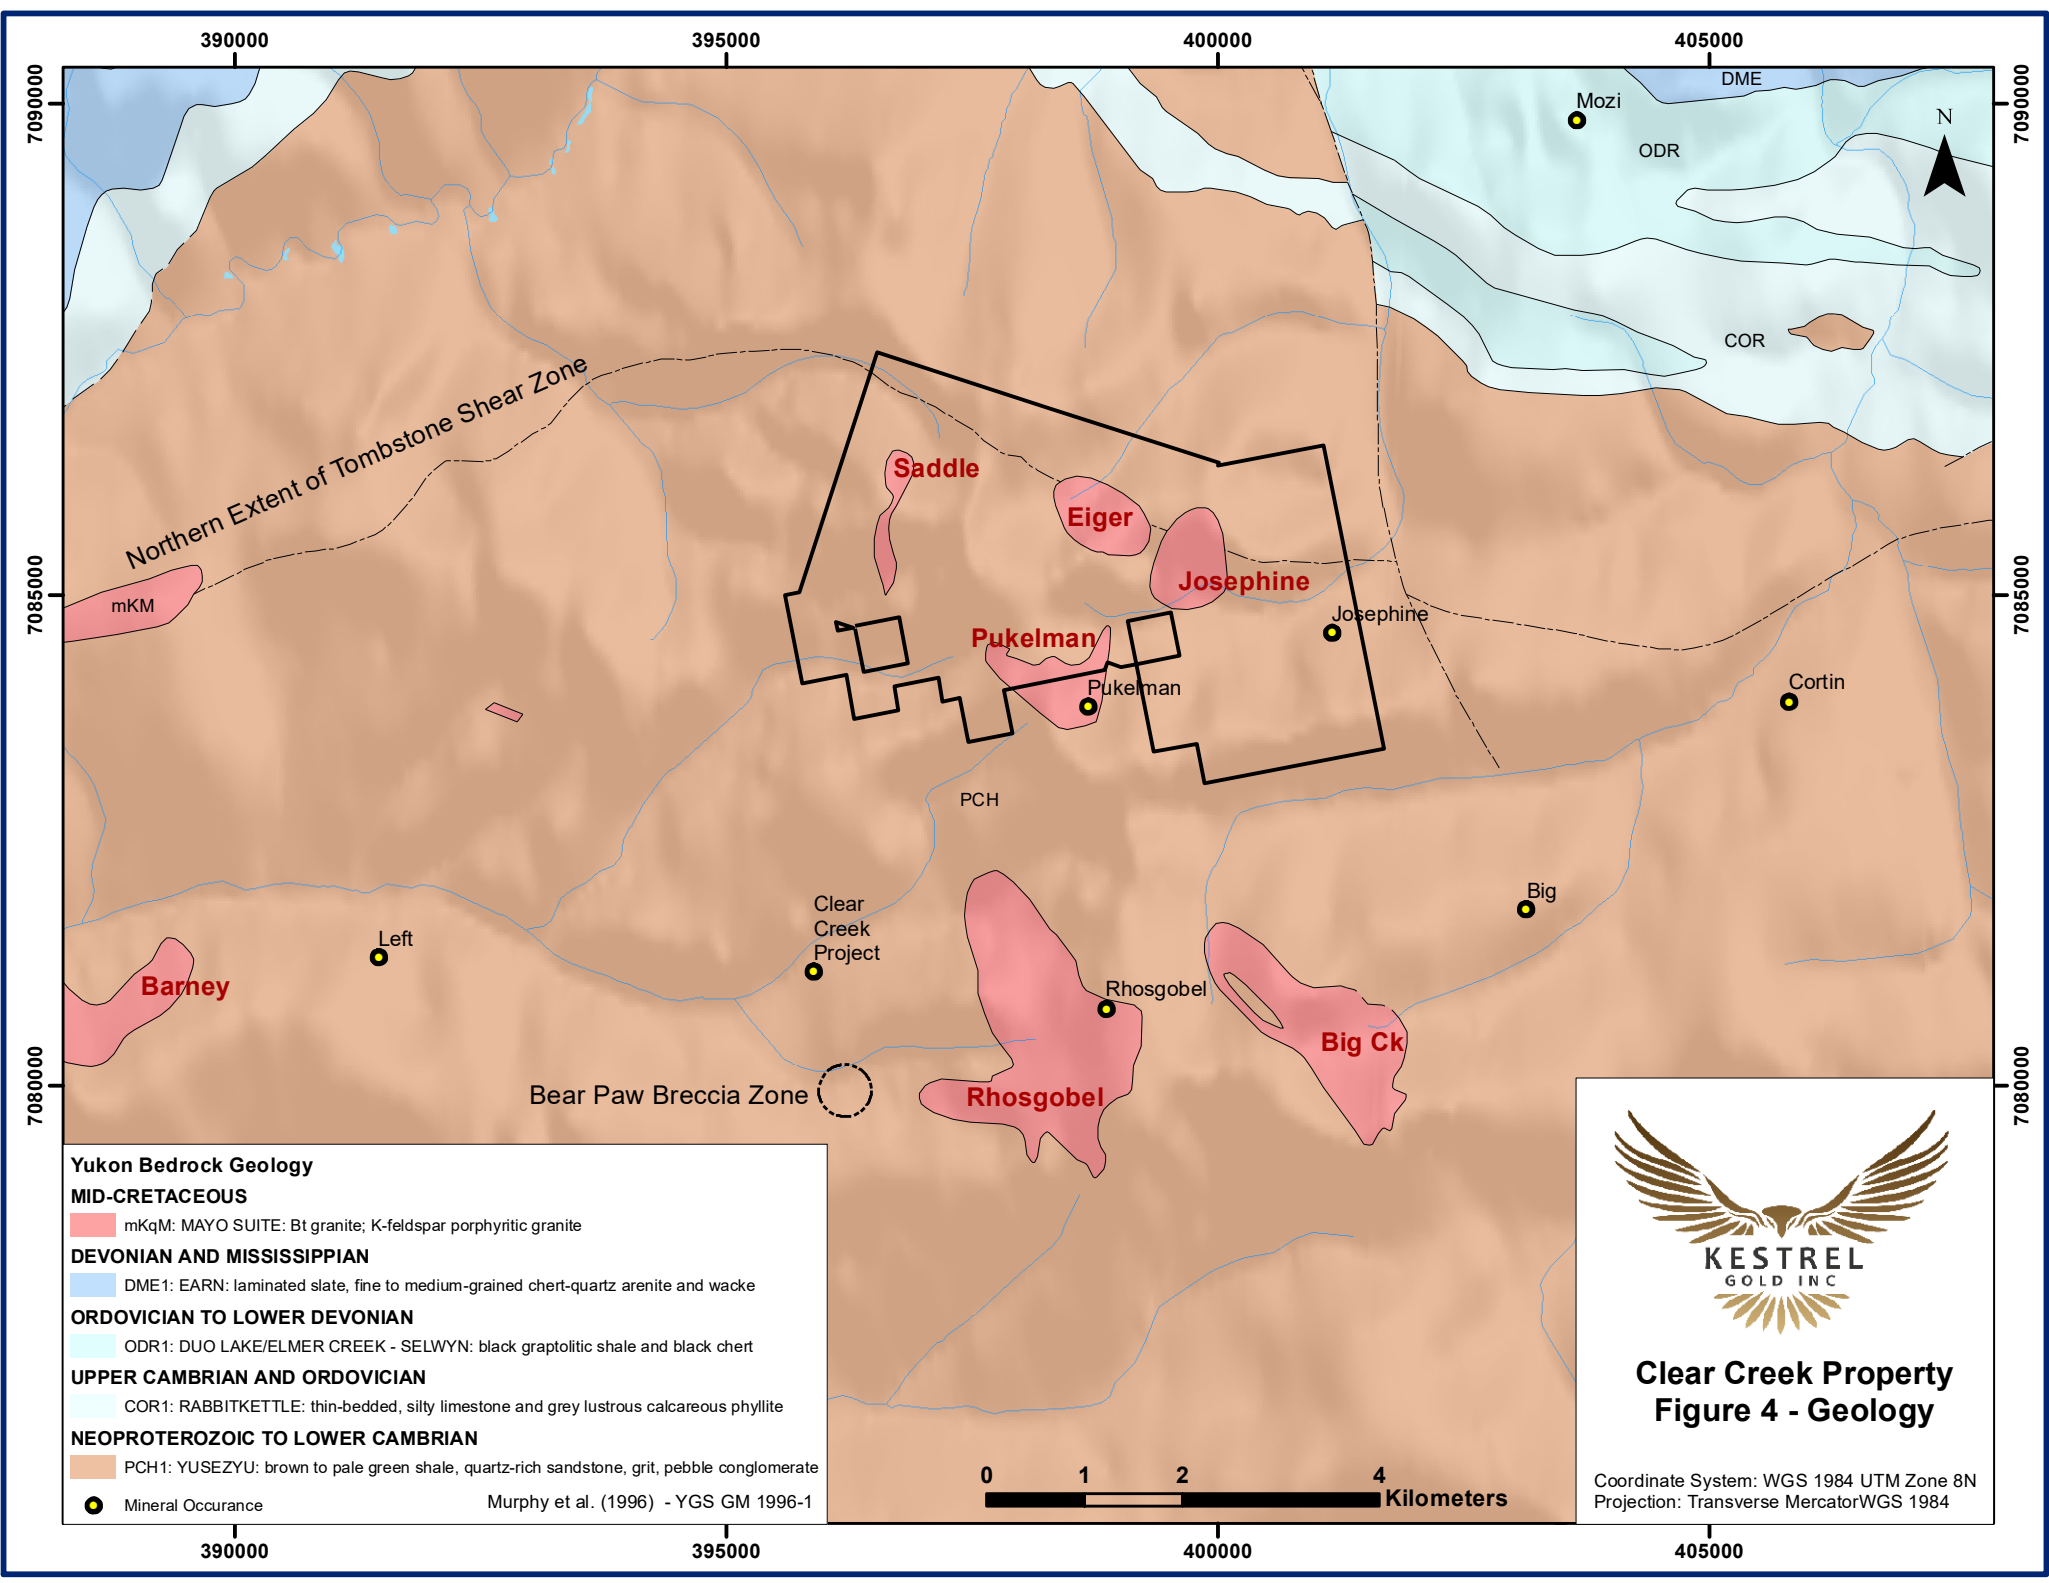 390000
395000
400000
405000
7090000
7090000
DME
Mozi
N
ODR
COR
Northern Extent of Tombstone Shear Zone
Saddle
Eiger
7085000
7085000
Josephine
mKM
Josephine
Pukelman
Pukelman
Cortin
PCH
Big
Clear
Creek
Project
Left
Barney
Rhosgobel
Big Ck
7080000
7080000
Bear Paw Breccia Zone
Rhosgobel
Yukon Bedrock Geology
MID-CRETACEOUS
mKqM: MAYO SUITE: Bt granite; K-feldspar porphyritic granite
DEVONIAN AND MISSISSIPPIAN
DME1: EARN: laminated slate, fine to medium-grained chert-quartz arenite and wacke
ORDOVICIAN TO LOWER DEVONIAN
ODR1: DUO LAKE/ELMER CREEK - SELWYN: black graptolitic shale and black chert
UPPER CAMBRIAN AND ORDOVICIAN
COR1: RABBITKETTLE: thin-bedded, silty limestone and grey lustrous calcareous phyllite
NEOPROTEROZOIC TO LOWER CAMBRIAN
PCH1: YUSEZYU: brown to pale green shale, quartz-rich sandstone, grit, pebble conglomerate
Mineral Occurance
Murphy et al. (1996) - YGS GM 1996-1
0 1 2 4
Kilometers
KESTREL
GOLD INC
Clear Creek Property
Figure 4 - Geology
Coordinate System: WGS 1984 UTM Zone 8N
Projection: Transverse MercatorWGS 1984
390000
395000
400000
405000